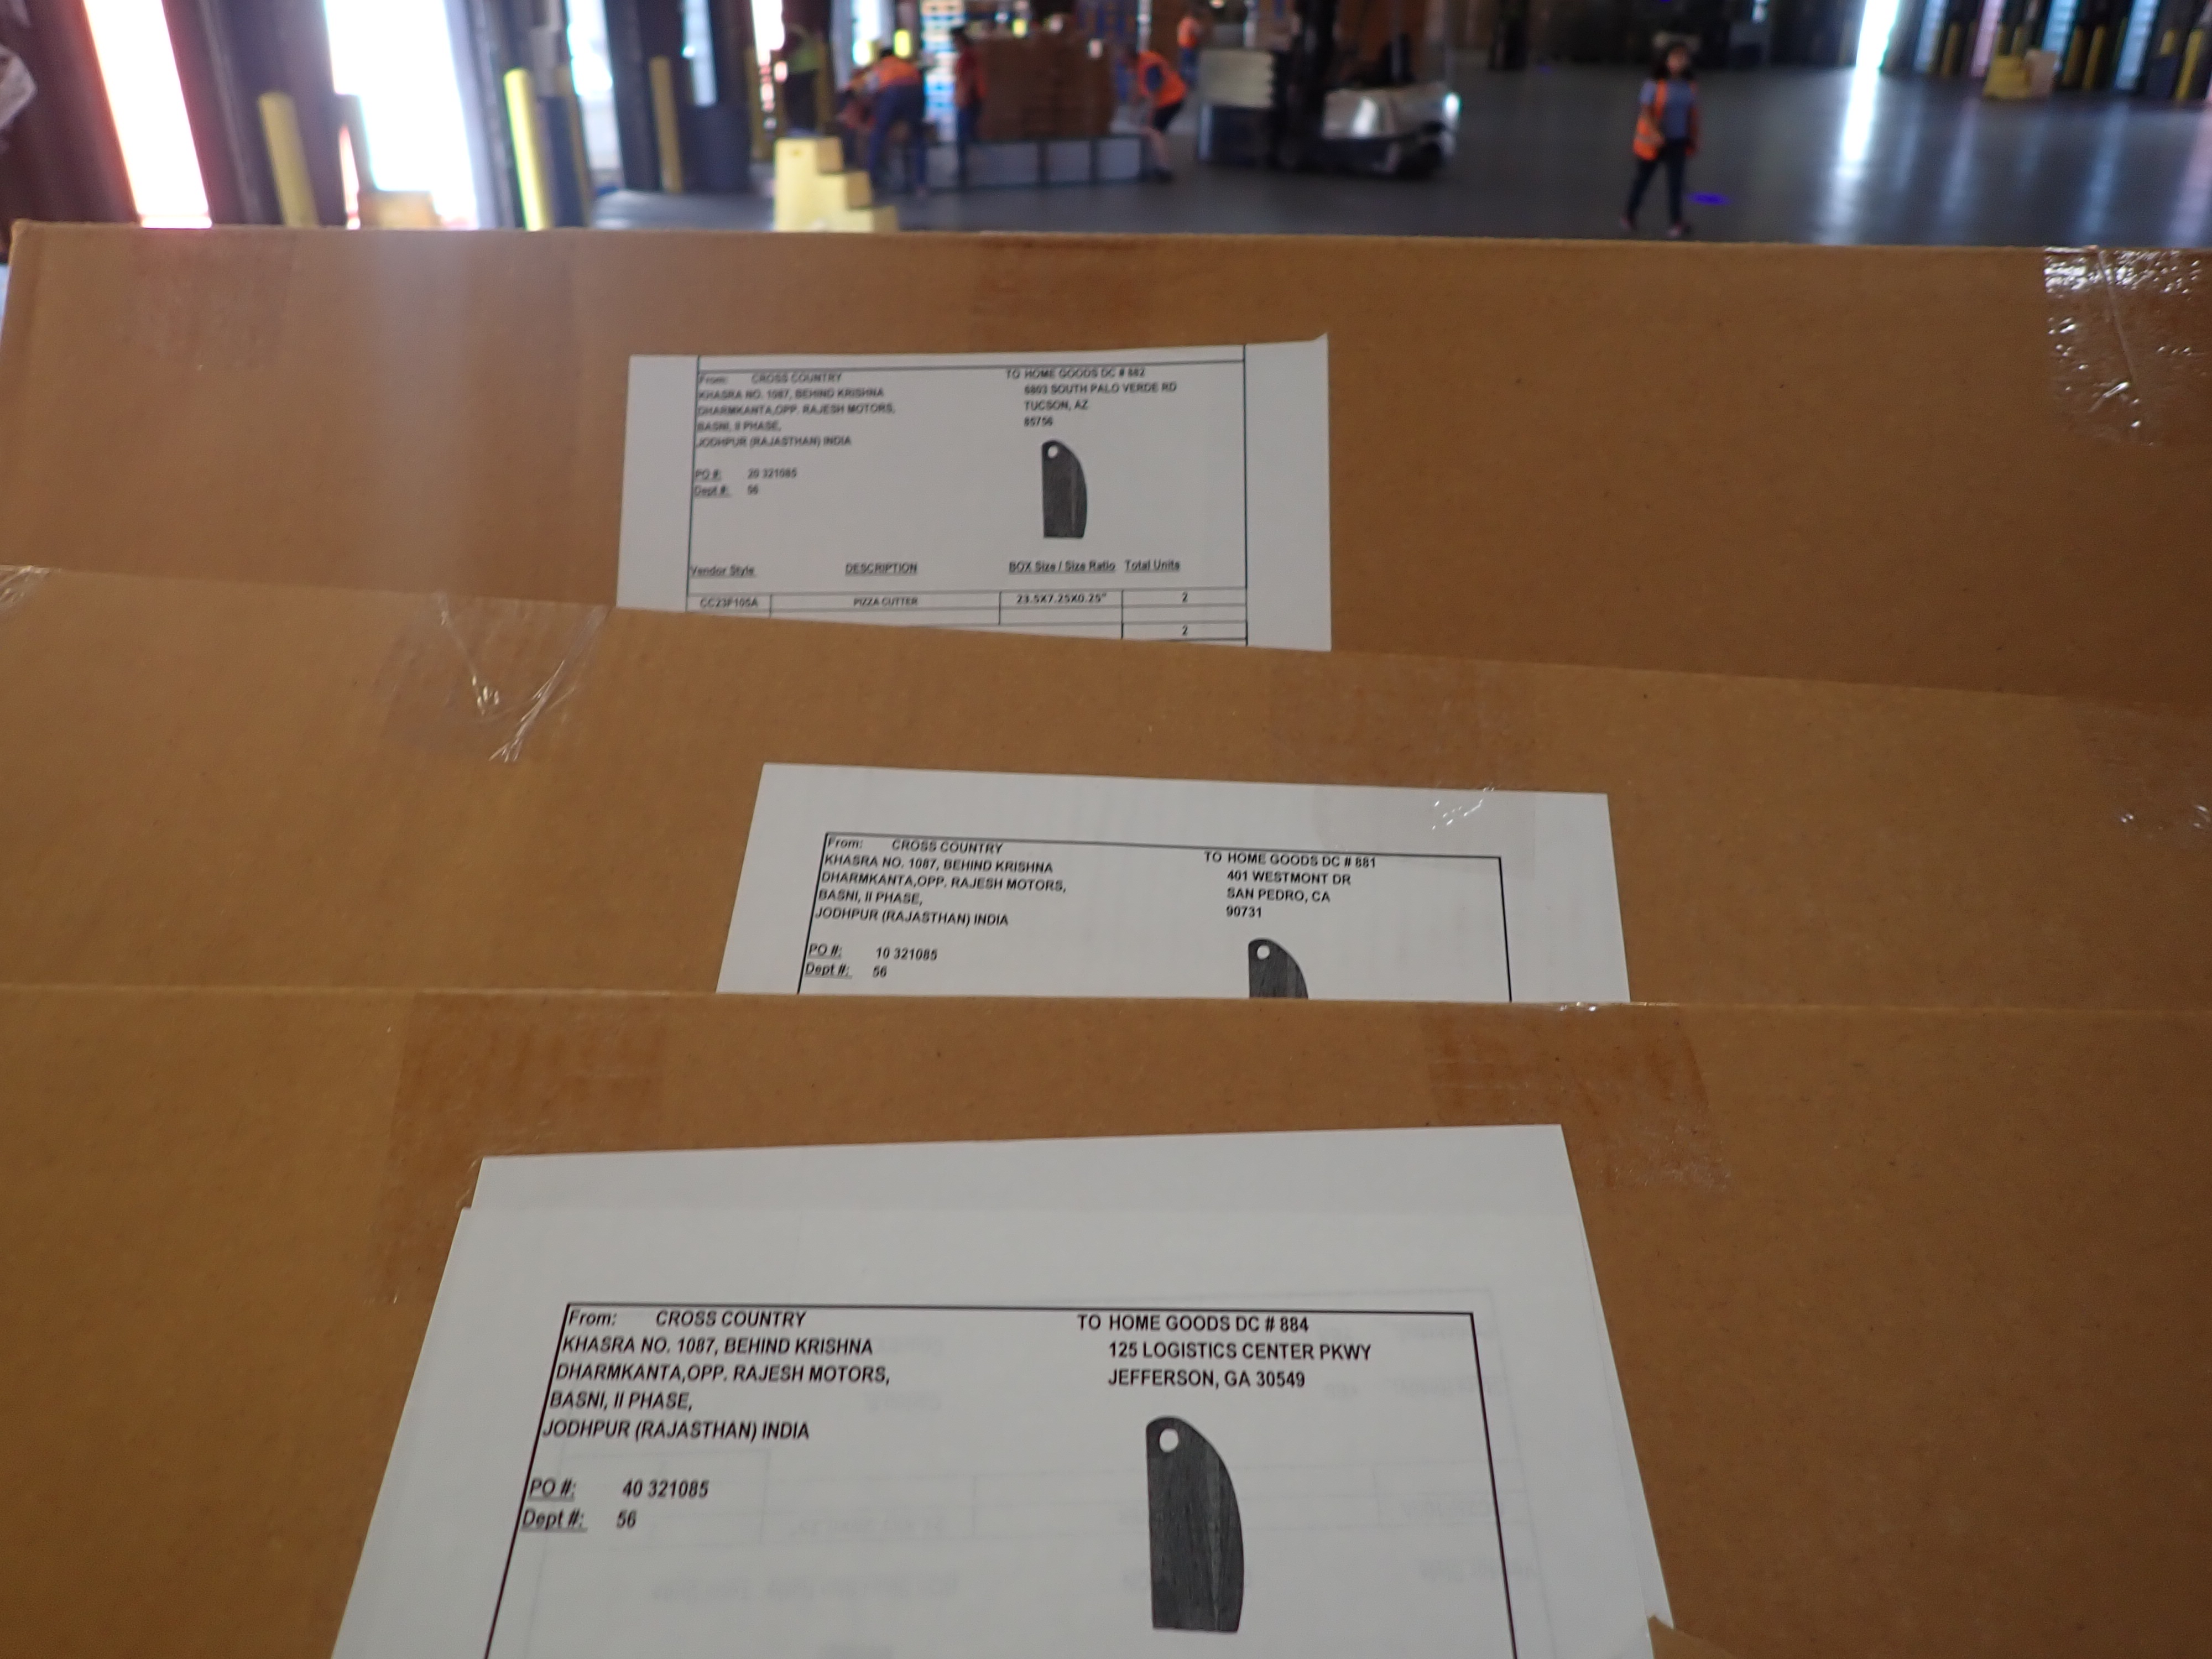 From: CROSS COUNTRY
KHASRA NO. 1087, BEHIND KRISHNA
DHARMKANTA,OPP. RAJESH MOTORS,
BASNI, II PHASE,
JODHPUR (RAJASTHAN) INDIA
TO HOME GOODS DC # 882
6803 SOUTH PALO VERDE RD
TUCSON, AZ
85756
PO #: 20 321085
Dept #: 56
Vendor Style DESCRIPTION BOX Size / Size Ratio Total Units
CC23F105A PIZZA CUTTER 23.5X7.25X0.25" 2
2
From: CROSS COUNTRY
KHASRA NO. 1087, BEHIND KRISHNA
DHARMKANTA,OPP. RAJESH MOTORS,
BASNI, II PHASE,
JODHPUR (RAJASTHAN) INDIA
TO HOME GOODS DC # 881
401 WESTMONT DR
SAN PEDRO, CA
90731
PO #: 10 321085
Dept #: 56
From: CROSS COUNTRY
KHASRA NO. 1087, BEHIND KRISHNA
DHARMKANTA,OPP. RAJESH MOTORS,
BASNI, II PHASE,
JODHPUR (RAJASTHAN) INDIA
TO HOME GOODS DC # 884
125 LOGISTICS CENTER PKWY
JEFFERSON, GA 30549
PO #: 40 321085
Dept #: 56